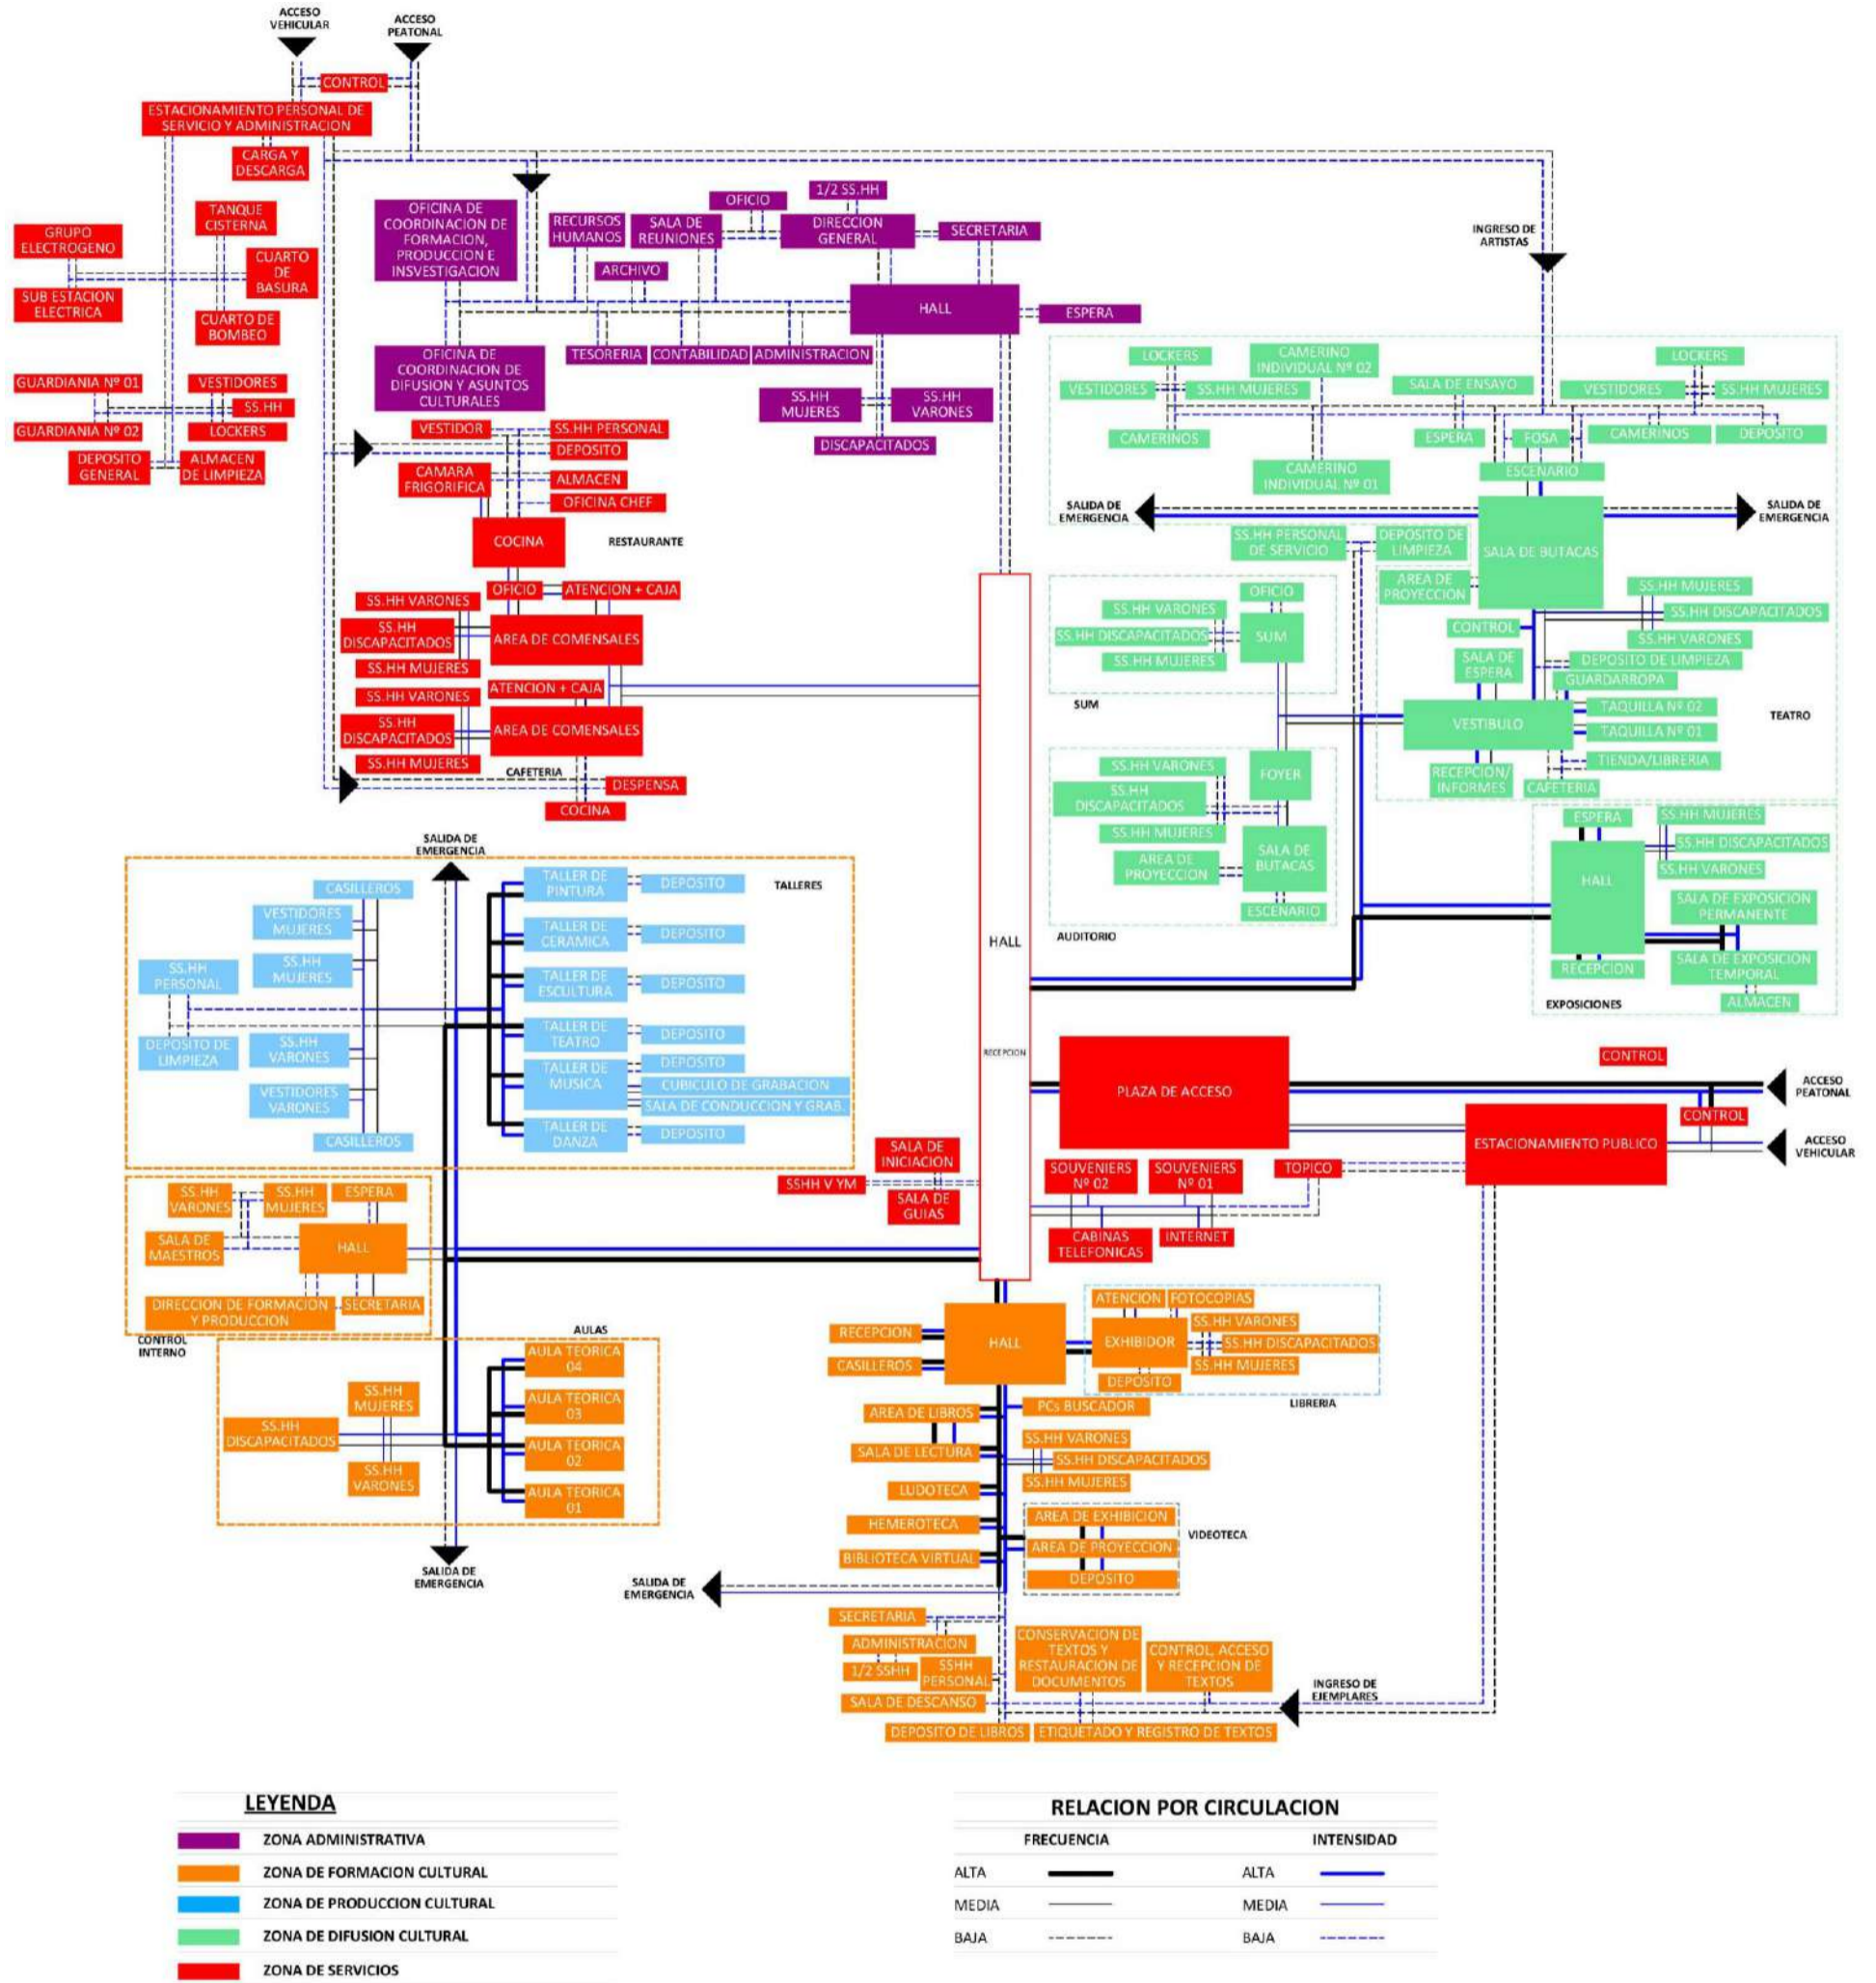 ACCESO
VEHICULAR
ACCESO
PEATONAL
CONTROL
ESTACIONAMIENTO PERSONAL DE
SERVICIO Y ADMINISTRACION
CARGA Y
DESCARGA
GRUPO
ELECTROGENO
TANQUE
CISTERNA
CUARTO
DE
BASURA
SUB ESTACION
ELECTRICA
CUARTO DE
BOMBEO
GUARDIANIA Nº 01
VESTIDORES
SS.HH
GUARDIANIA Nº 02
LOCKERS
DEPOSITO
GENERAL
ALMACEN
DE LIMPIEZA
OFICINA DE
COORDINACION DE
FORMACION,
PRODUCCION E
INSVESTIGACION
RECURSOS
HUMANOS
SALA DE
REUNIONES
OFICIO
1/2 SS.HH
DIRECCION
GENERAL
SECRETARIA
ARCHIVO
HALL
ESPERA
OFICINA DE
COORDINACION DE
DIFUSION Y ASUNTOS
CULTURALES
TESORERIA
CONTABILIDAD
ADMINISTRACION
SS.HH
MUJERES
SS.HH
VARONES
DISCAPACITADOS
INGRESO DE
ARTISTAS
LOCKERS
CAMERINO
INDIVIDUAL Nº 02
LOCKERS
VESTIDORES
SS.HH MUJERES
SALA DE ENSAYO
VESTIDORES
SS.HH MUJERES
CAMERINOS
ESPERA
FOSA
CAMERINOS
DEPOSITO
CAMERINO
INDIVIDUAL Nº 01
ESCENARIO
SALIDA DE
EMERGENCIA
SALIDA DE
EMERGENCIA
SS.HH PERSONAL
DE SERVICIO
DEPOSITO DE
LIMPIEZA
SALA DE BUTACAS
AREA DE
PROYECCION
SS.HH MUJERES
SS.HH DISCAPACITADOS
SS.HH VARONES
CONTROL
SALA DE
ESPERA
DEPOSITO DE LIMPIEZA
GUARDARROPA
TAQUILLA Nº 02
TAQUILLA Nº 01
VESTIBULO
TEATRO
TIENDA/LIBRERIA
RECEPCION/
INFORMES
CAFETERIA
VESTIDOR
SS.HH PERSONAL
DEPOSITO
CAMARA
FRIGORIFICA
ALMACEN
OFICINA CHEF
COCINA
RESTAURANTE
OFICIO
ATENCION + CAJA
SS.HH VARONES
SS.HH
DISCAPACITADOS
AREA DE COMENSALES
SS.HH MUJERES
SS.HH VARONES
ATENCION + CAJA
SS.HH
DISCAPACITADOS
AREA DE COMENSALES
SS.HH MUJERES
CAFETERIA
DESPENSA
COCINA
OFICIO
SS.HH VARONES
SS.HH DISCAPACITADOS
SUM
SS.HH MUJERES
SUM
SS.HH VARONES
FOYER
SS.HH
DISCAPACITADOS
SS.HH MUJERES
AREA DE
PROYECCION
SALA DE
BUTACAS
ESCENARIO
AUDITORIO
ESPERA
SS.HH MUJERES
SS.HH DISCAPACITADOS
SS.HH VARONES
HALL
SALA DE EXPOSICION
PERMANENTE
RECEPCION
SALA DE EXPOSICION
TEMPORAL
ALMACEN
EXPOSICIONES
SALIDA DE
EMERGENCIA
CASILLEROS
VESTIDORES
MUJERES
SS.HH
MUJERES
SS.HH
PERSONAL
DEPOSITO DE
LIMPIEZA
SS.HH
VARONES
VESTIDORES
VARONES
CASILLEROS
TALLER DE
PINTURA
DEPOSITO
TALLERES
TALLER DE
CERAMICA
DEPOSITO
TALLER DE
ESCULTURA
DEPOSITO
TALLER DE
TEATRO
DEPOSITO
TALLER DE
MUSICA
DEPOSITO
CUBICULO DE GRABACION
SALA DE CONDUCCION Y GRAB.
TALLER DE
DANZA
DEPOSITO
HALL
RECEPCION
PLAZA DE ACCESO
CONTROL
ACCESO
PEATONAL
CONTROL
ESTACIONAMIENTO PUBLICO
ACCESO
VEHICULAR
SALA DE
INICIACION
SSHH V YM
SALA DE
GUIAS
SOUVENIERS
Nº 02
SOUVENIERS
Nº 01
TOPICO
CABINAS
TELEFONICAS
INTERNET
SS.HH
VARONES
SS.HH
MUJERES
ESPERA
SALA DE
MAESTROS
HALL
DIRECCION DE FORMACION
Y PRODUCCION
SECRETARIA
CONTROL
INTERNO
AULAS
AULA TEORICA
04
AULA TEORICA
03
AULA TEORICA
02
AULA TEORICA
01
SS.HH
MUJERES
SS.HH
DISCAPACITADOS
SS.HH
VARONES
SALIDA DE
EMERGENCIA
RECEPCION
CASILLEROS
HALL
ATENCION
FOTOCOPIAS
EXHIBIDOR
SS.HH VARONES
SS.HH DISCAPACITADOS
SS.HH MUJERES
DEPOSITO
LIBRERIA
AREA DE LIBROS
PCs BUSCADOR
SALA DE LECTURA
SS.HH VARONES
SS.HH DISCAPACITADOS
SS.HH MUJERES
LUDOTECA
HEMEROTECA
BIBLIOTECA VIRTUAL
AREA DE EXHIBICION
AREA DE PROYECCION
DEPOSITO
VIDEOTECA
SALIDA DE
EMERGENCIA
SECRETARIA
ADMINISTRACION
1/2 SSHH
SSHH
PERSONAL
SALA DE DESCANSO
CONSERVACION DE
TEXTOS Y
RESTAURACION DE
DOCUMENTOS
CONTROL, ACCESO
Y RECEPCION DE
TEXTOS
INGRESO DE
EJEMPLARES
DEPOSITO DE LIBROS
ETIQUETADO Y REGISTRO DE TEXTOS
LEYENDA
ZONA ADMINISTRATIVA
ZONA DE FORMACION CULTURAL
ZONA DE PRODUCCION CULTURAL
ZONA DE DIFUSION CULTURAL
ZONA DE SERVICIOS
RELACION POR CIRCULACION
FRECUENCIA INTENSIDAD
ALTA ALTA
MEDIA MEDIA
BAJA BAJA